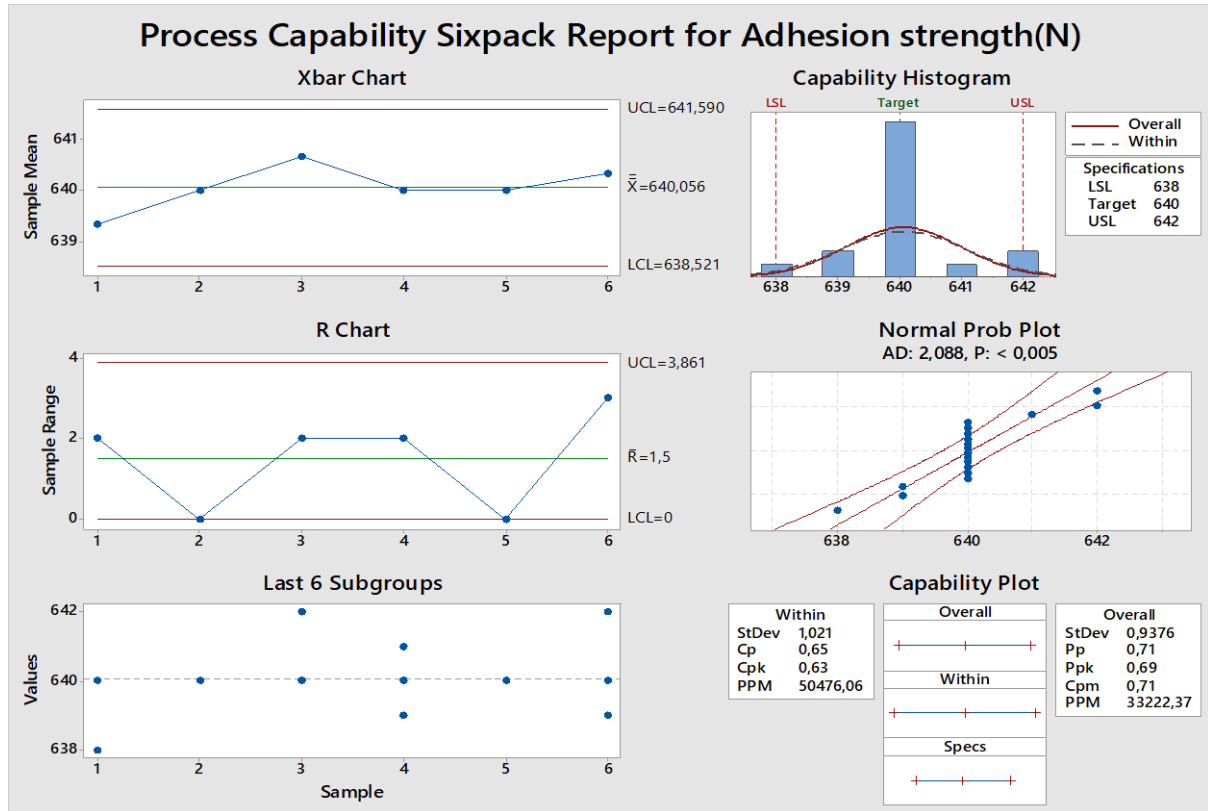 Process Capability Sixpack Report for Adhesion strength(N)
Xbar Chart
Sample Mean
641
640
639
UCL=641,590
X̿=640,056
LCL=638,521
1 2 3 4 5 6
R Chart
Sample Range
4
2
0
UCL=3,861
R̄=1,5
LCL=0
1 2 3 4 5 6
Last 6 Subgroups
Values
642
640
638
1 2 3 4 5 6
Sample
Capability Histogram
LSL Target USL
638 639 640 641 642
Overall
Within
Specifications
LSL 638
Target 640
USL 642
Normal Prob Plot
AD: 2,088, P: < 0,005
638 640 642
Capability Plot
Within
StDev 1,021
Cp 0,65
Cpk 0,63
PPM 50476,06
Overall
Within
Specs
Overall
StDev 0,9376
Pp 0,71
Ppk 0,69
Cpm 0,71
PPM 33222,37